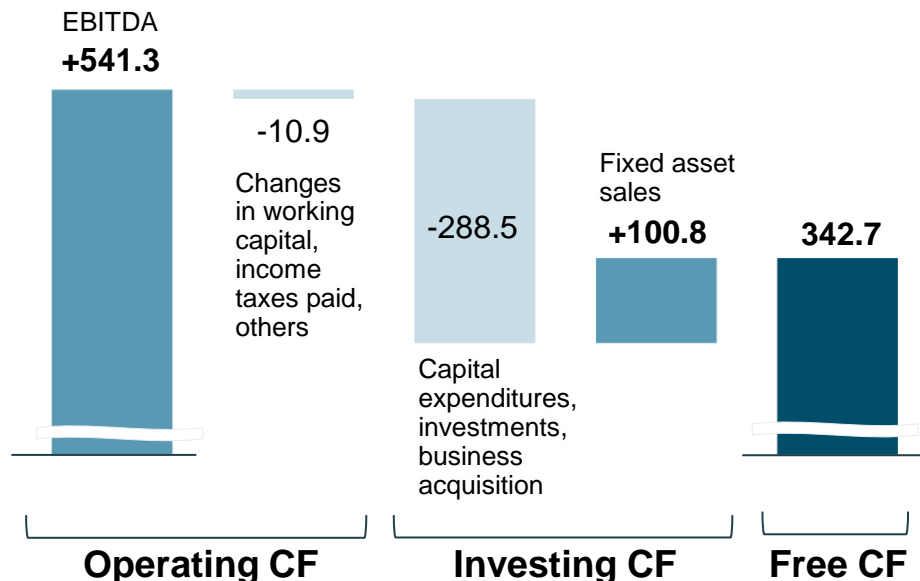 EBITDA
+541.3
-10.9
Changes
in working
capital,
income
taxes paid,
others
-288.5
Capital
expenditures,
investments,
business
acquisition
Fixed asset
sales
+100.8
342.7
Operating CF
Investing CF
Free CF